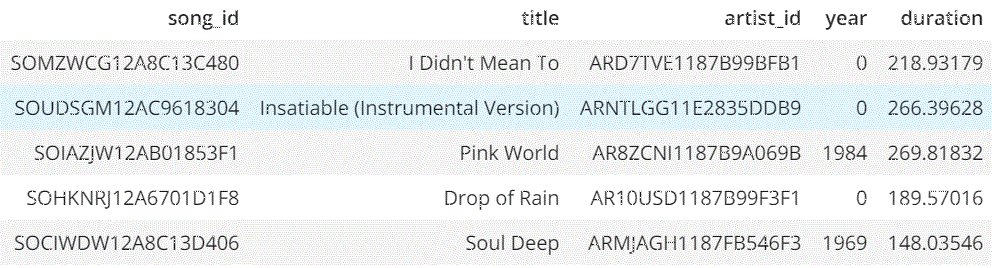 song_id title artist_id year duration
SOMZWCG12A8C13C480 I Didn't Mean To ARD7TVE1187B99BFB1 0 218.93179
SOUDSGM12AC9618304 Insatiable (Instrumental Version) ARNTLGG11E2835DDB9 0 266.39628
SOIAZJW12AB01853F1 Pink World AR8ZCNI1187B9A069B 1984 269.81832
SOHKNRJ12A6701D1F8 Drop of Rain AR10USD1187B99F3F1 0 189.57016
SOCIWDW12A8C13D406 Soul Deep ARMJAGH1187FB546F3 1969 148.03546